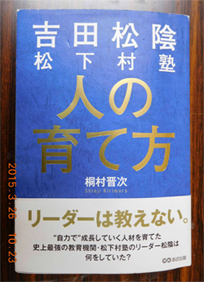 吉田松陰
松下村塾
人の
育て方
桐村晋次
Shinji Kirimura
リーダーは教えない。
“自力で”成長していく人材を育てた
史上最強の教育機関・松下村塾のリーダー松陰は
何をしていた?
2015.3.26 10:23